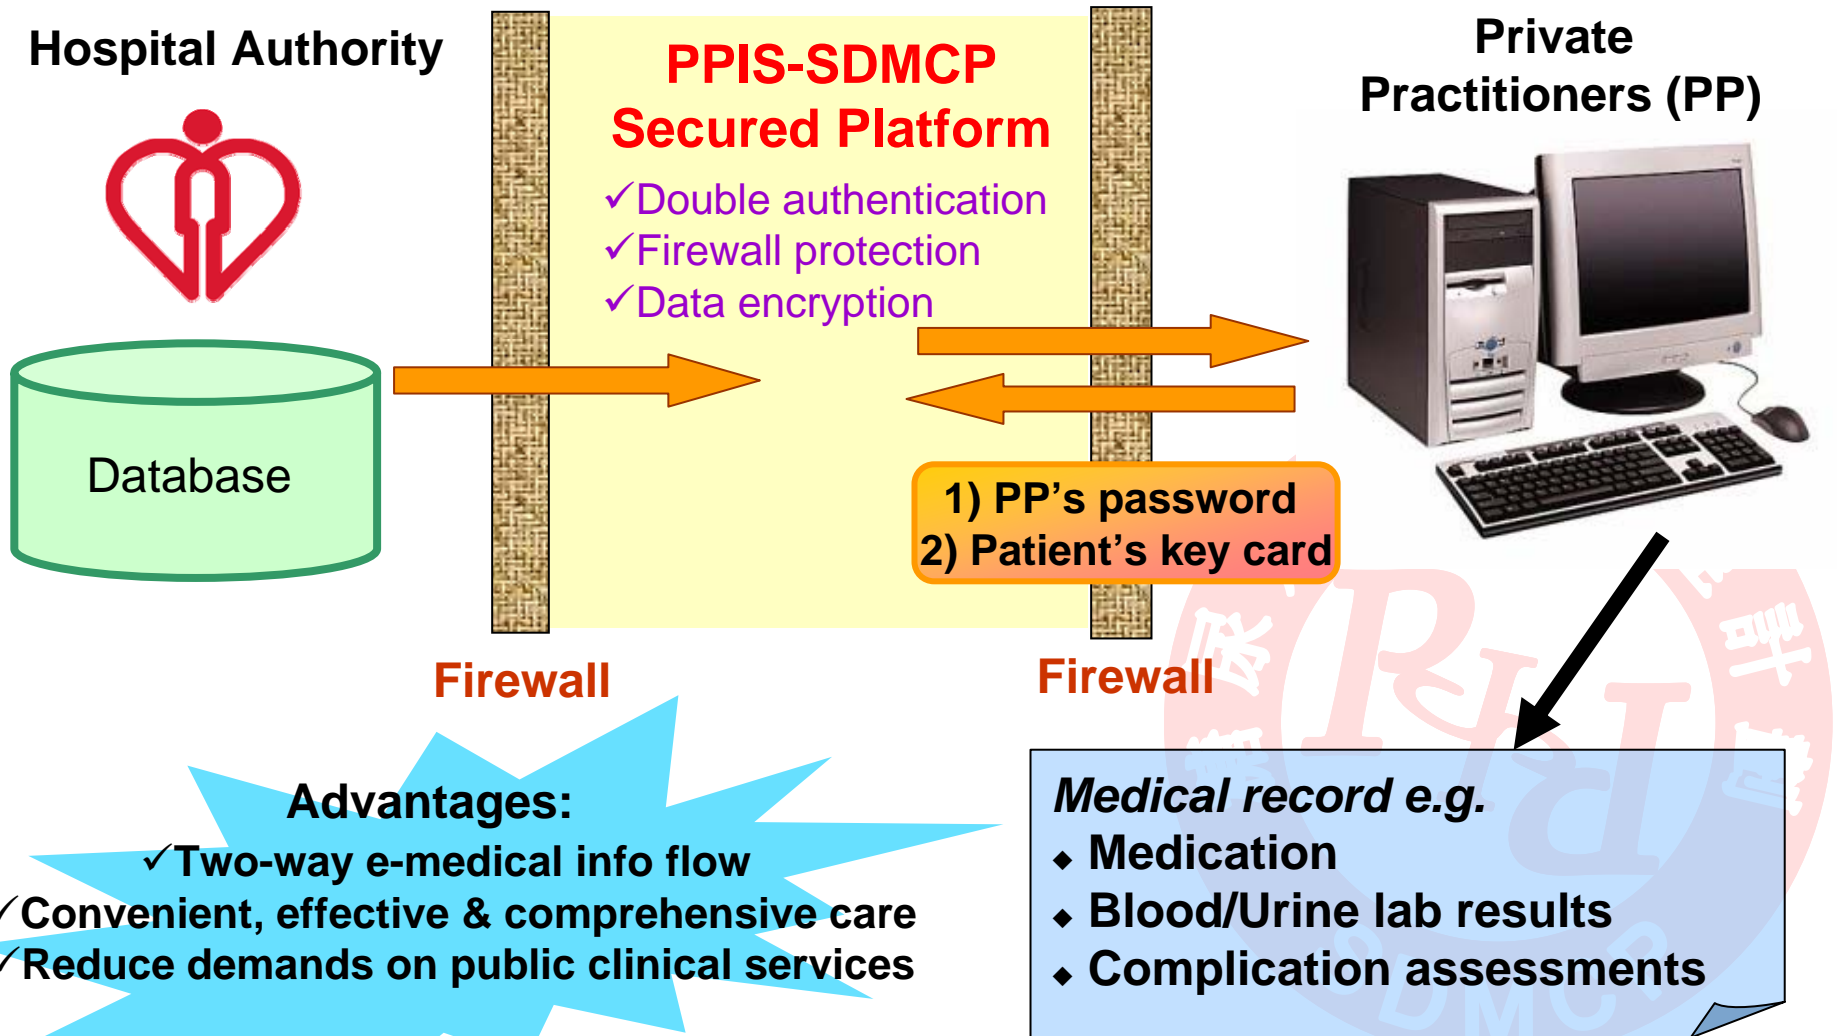 Hospital Authority
PPIS-SDMCP
Secured Platform
✓Double authentication
✓Firewall protection
✓Data encryption
Private
Practitioners (PP)
Database
1) PP’s password
2) Patient’s key card
Firewall
Firewall
Advantages:
✓Two-way e-medical info flow
✓Convenient, effective & comprehensive care
✓Reduce demands on public clinical services
Medical record e.g.
◆ Medication
◆ Blood/Urine lab results
◆ Complication assessments
SDMCP